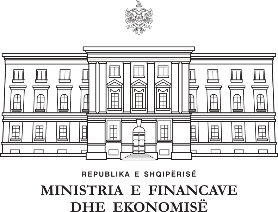 REPUBLIKA E SHQIPËRISË
MINISTRIA E FINANCAVE
DHE EKONOMISË